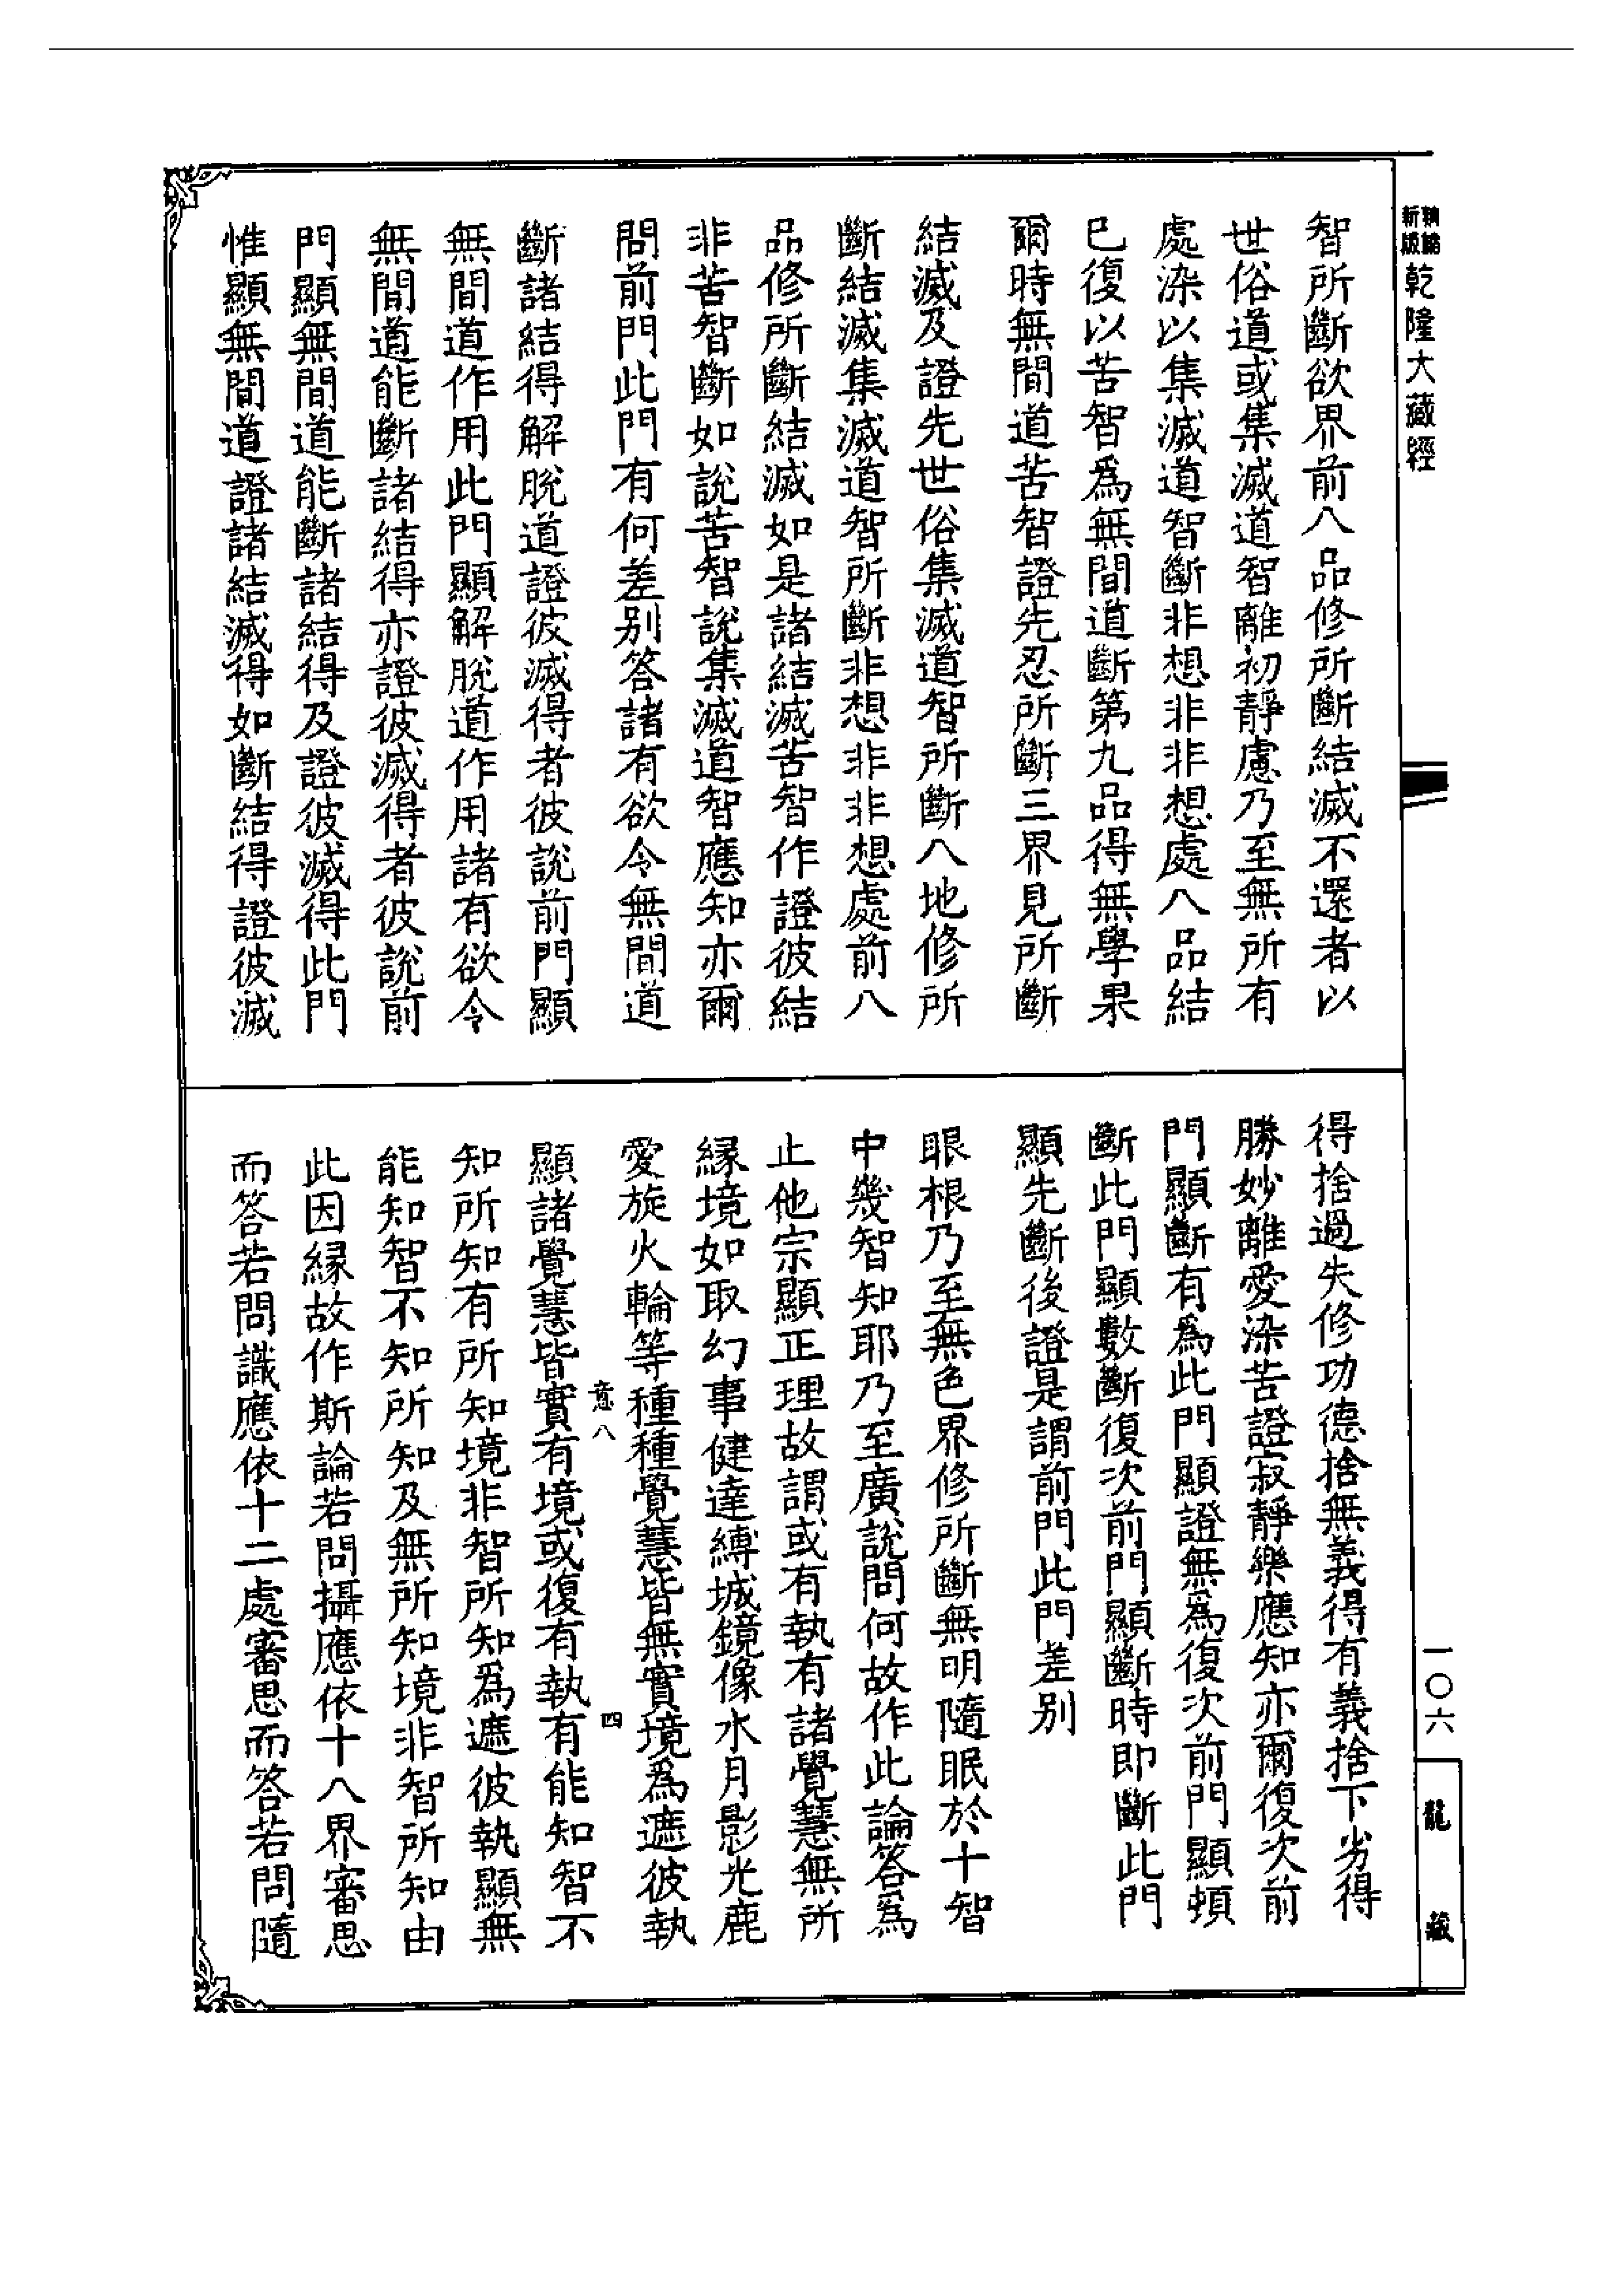 新編
新版
乾隆大藏經
智所斷欲界前八品修所斷結滅不還者以
世俗道或集滅道智離初靜慮乃至無所有
處染以集滅道智斷非想非非想處八品結
已復以苦智爲無間道斷第九品得無學果
爾時無間道苦智證先忍所斷三界見所斷
結滅及證先世俗集滅道智所斷八地修所
斷結滅集滅道智所斷非想非非想處前八
品修所斷結滅如是諸結滅苦智作證彼結
非苦智斷如說苦智說集滅道智應知亦爾
問前門此門有何差别答諸有欲令無間道
斷諸結得解脫道證彼滅得者彼說前門顯
無間道作用此門顯解脫道作用諸有欲令
無間道能斷諸結得亦證彼滅得者彼說前
門顯無間道能斷諸結得及證彼滅得此門
惟顯無間道證諸結滅得如斷結得證彼滅
得捨過失修功德捨無義得有義捨下劣得
勝妙離愛染苦證寂靜樂應知亦爾復次前
門顯斷有爲此門顯證無爲復次前門顯頓
斷此門顯數斷復次前門顯斷時即斷此門
顯先斷後證是謂前門此門差别
眼根乃至無色界修所斷無明隨眠於十智
中幾智知耶乃至廣說問何故作此論答爲
止他宗顯正理故謂或有執有諸覺慧無所
縁境如取幻事健達縛城鏡像水月影光鹿
愛旋火輪等種種覺慧皆無實境爲遮彼執
意八
四
顯諸覺慧皆實有境或復有執有能知智不
知所知有所知境非智所知爲遮彼執顯無
能知智不知所知及無所知境非智所知由
此因縁故作斯論若問攝應依十八界審思
而答若問識應依十二處審思而答若問隨
一〇六
龍藏